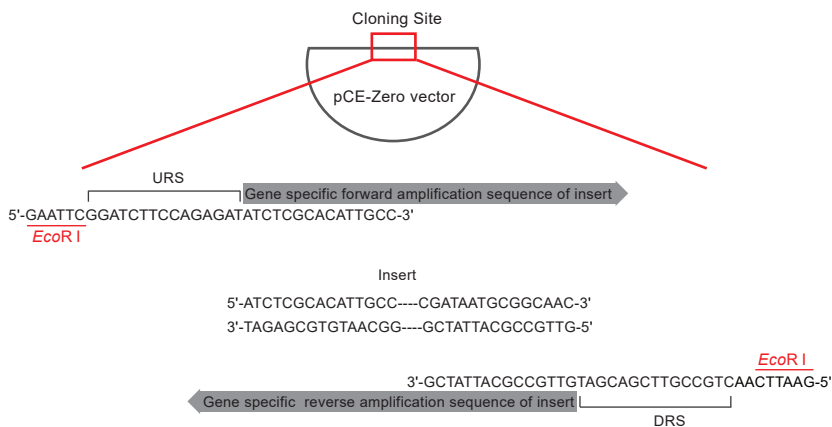 Cloning Site
pCE-Zero vector
URS
Gene specific forward amplification sequence of insert
5'-GAATTCGGATCTTCCAGAGATATCTCGCACATTGCC-3'
EcoR I
Insert
5'-ATCTCGCACATTGCC----CGATAATGCGGCAAC-3'
3'-TAGAGCGTGTAACGG----GCTATTACGCCGTTG-5'
EcoR I
3'-GCTATTACGCCGTTGTAGCAGCTTGCCGTCAACTTAAG-5'
Gene specific reverse amplification sequence of insert
DRS